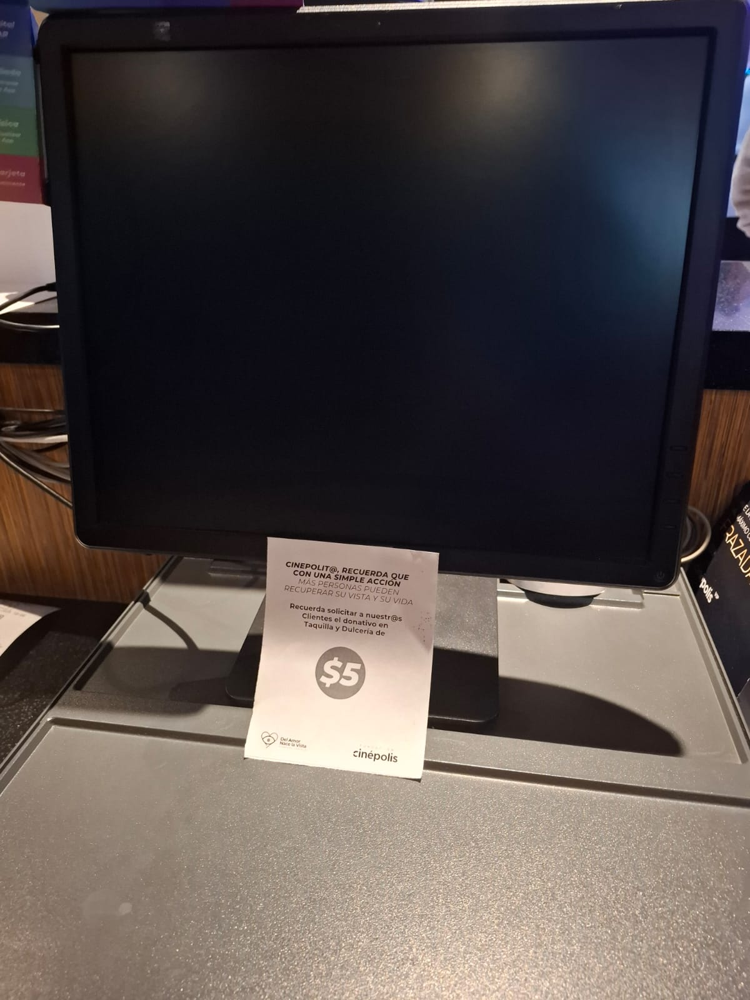 CINEPOLIT@, RECUERDA QUE
CON UNA SIMPLE ACCIÓN
MÁS PERSONAS PUEDEN
RECUPERAR SU VISTA Y SU VIDA
Recuerda solicitar a nuestr@s
Clientes el donativo en
Taquilla y Dulcería de
$5
Del Amor
Nace la Vista
cinépolis